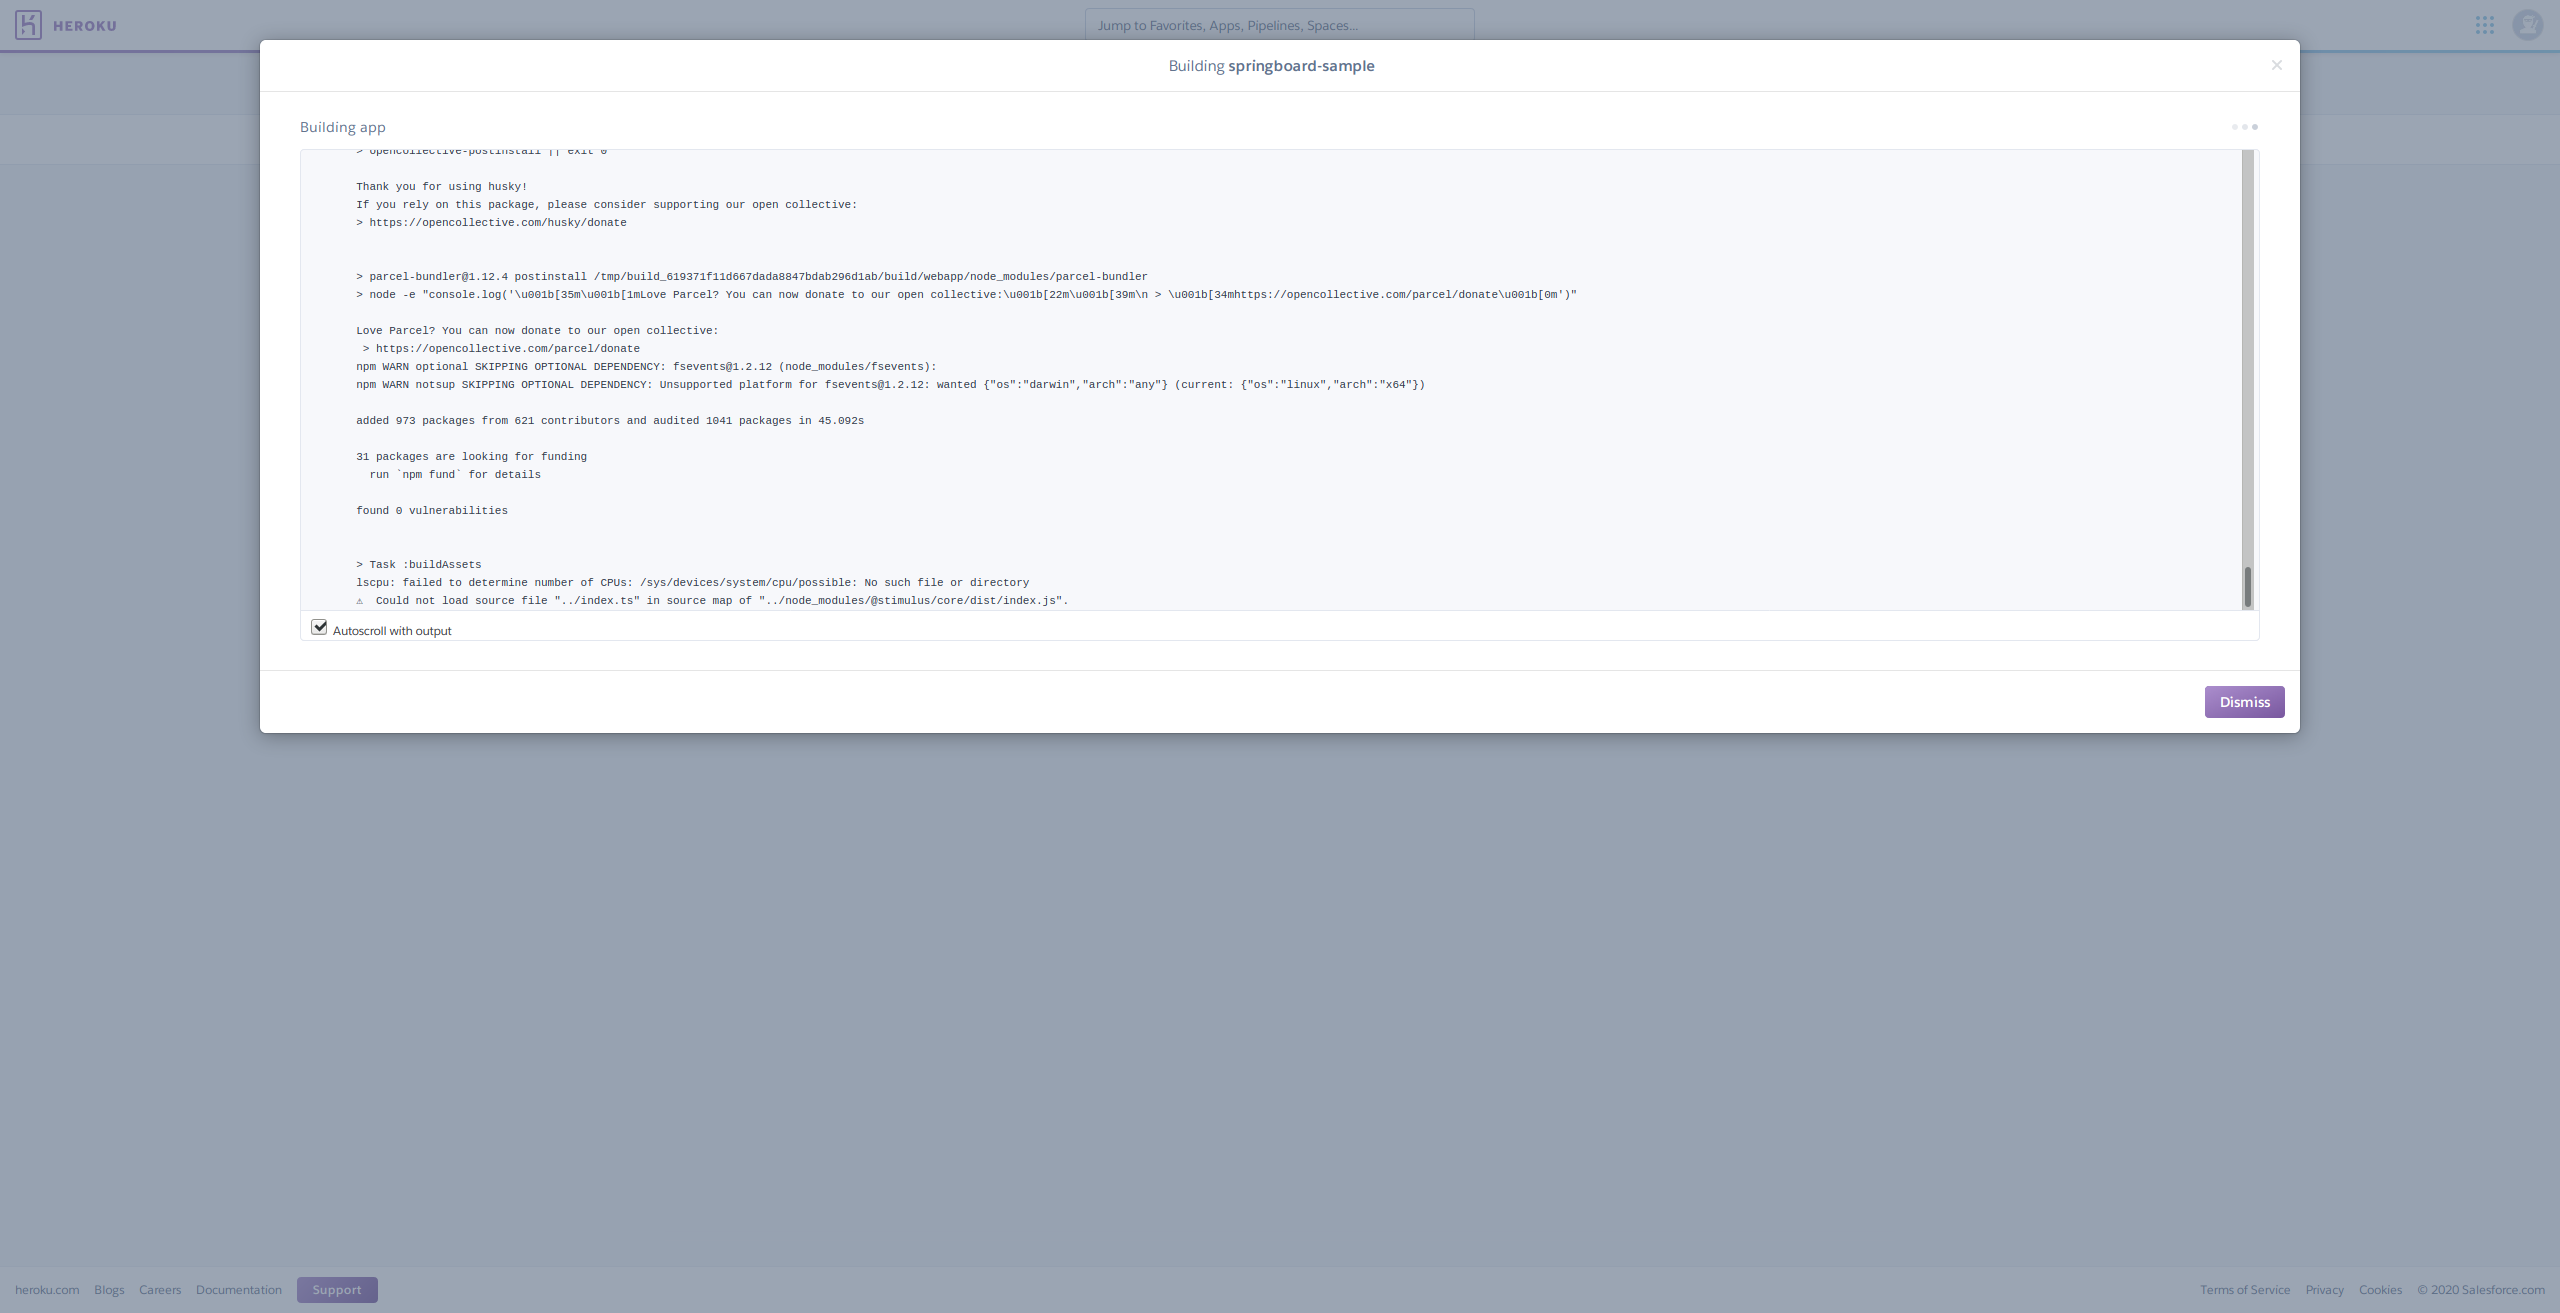 HEROKU
Jump to Favorites, Apps, Pipelines, Spaces...
Building springboard-sample
Building app
> opencollective-postinstall || exit 0
Thank you for using husky!
If you rely on this package, please consider supporting our open collective:
> https://opencollective.com/husky/donate
> parcel-bundler@1.12.4 postinstall /tmp/build_619371f11d667dada8847bdab296d1ab/build/webapp/node_modules/parcel-bundler
> node -e "console.log('\u001b[35m\u001b[1mLove Parcel? You can now donate to our open collective:\u001b[22m\u001b[39m\n > \u001b[34mhttps://opencollective.com/parcel/donate\u001b[0m')"
Love Parcel? You can now donate to our open collective:
> https://opencollective.com/parcel/donate
npm WARN optional SKIPPING OPTIONAL DEPENDENCY: fsevents@1.2.12 (node_modules/fsevents):
npm WARN notsup SKIPPING OPTIONAL DEPENDENCY: Unsupported platform for fsevents@1.2.12: wanted {"os":"darwin","arch":"any"} (current: {"os":"linux","arch":"x64"})
added 973 packages from 621 contributors and audited 1041 packages in 45.092s
31 packages are looking for funding
run `npm fund` for details
found 0 vulnerabilities
> Task :buildAssets
lscpu: failed to determine number of CPUs: /sys/devices/system/cpu/possible: No such file or directory
⚠ Could not load source file "../index.ts" in source map of "../node_modules/@stimulus/core/dist/index.js".
Autoscroll with output
Dismiss
heroku.com Blogs Careers Documentation Support
Terms of Service Privacy Cookies © 2020 Salesforce.com